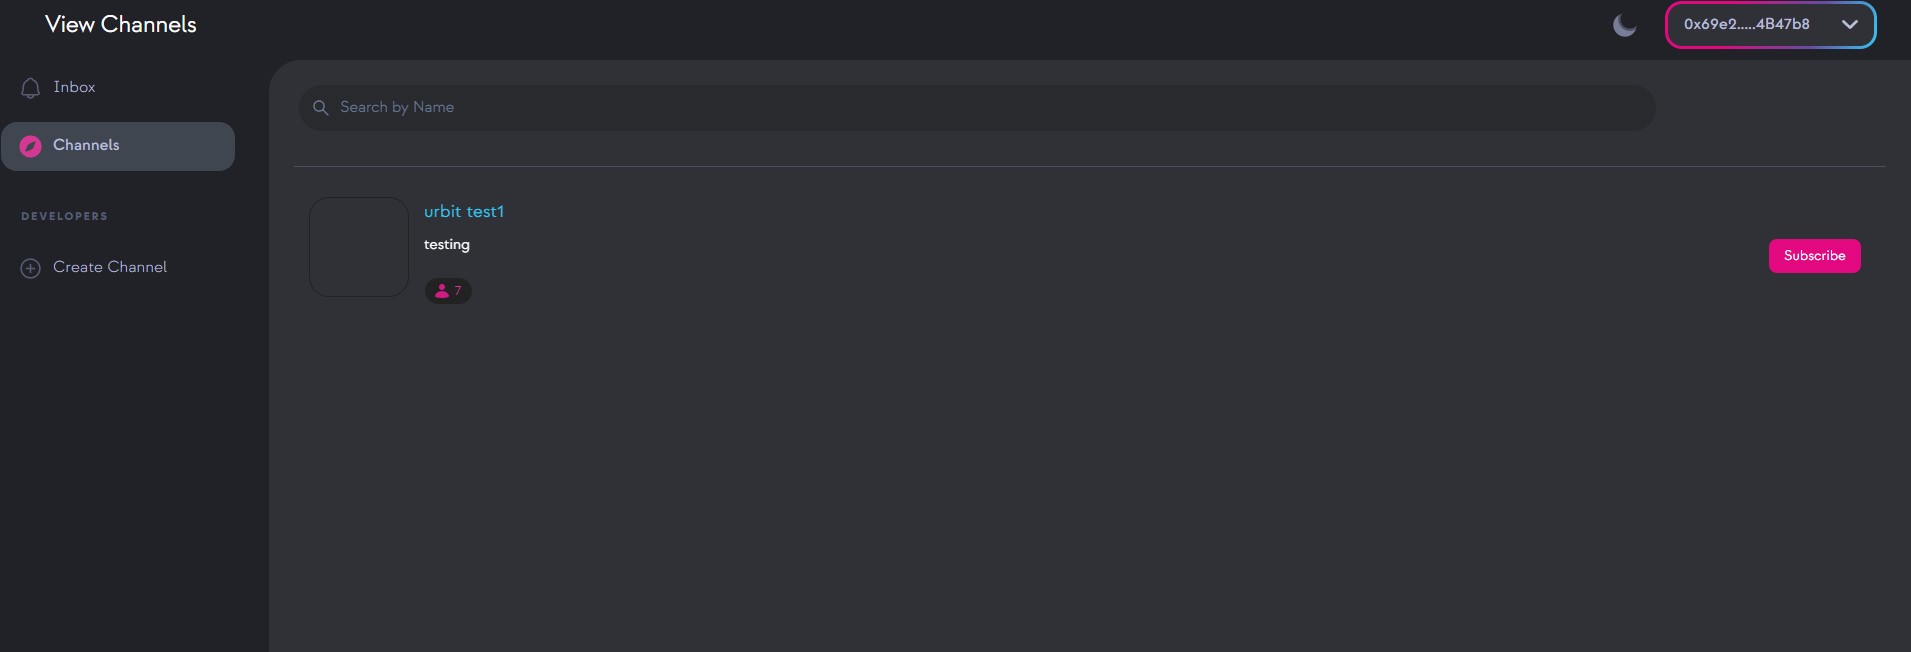 View Channels
0x69e2.....4B47b8
Inbox
Search by Name
Channels
DEVELOPERS
Create Channel
urbit test1
testing
7
Subscribe